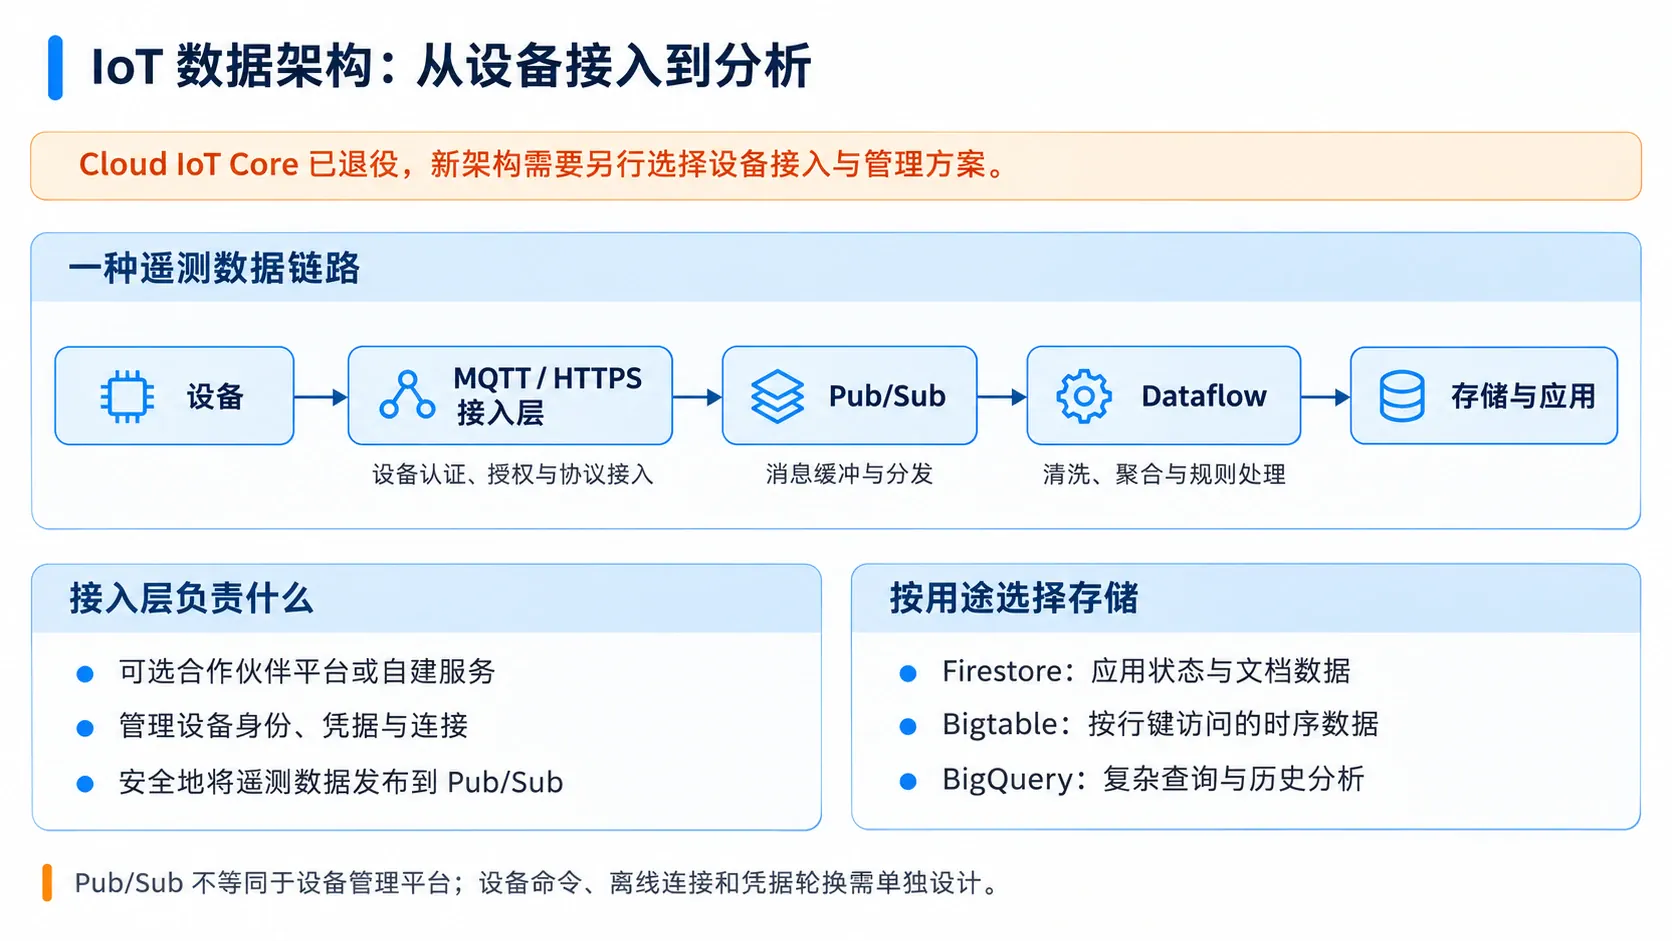 IoT 数据架构：从设备接入到分析
Cloud IoT Core 已退役，新架构需要另行选择设备接入与管理方案。
一种遥测数据链路
设备
MQTT / HTTPS
接入层
Pub/Sub
Dataflow
存储与应用
设备认证、授权与协议接入
消息缓冲与分发
清洗、聚合与规则处理
接入层负责什么
可选合作伙伴平台或自建服务
管理设备身份、凭据与连接
安全地将遥测数据发布到 Pub/Sub
按用途选择存储
Firestore：应用状态与文档数据
Bigtable：按行键访问的时序数据
BigQuery：复杂查询与历史分析
Pub/Sub 不等同于设备管理平台；设备命令、离线连接和凭据轮换需单独设计。